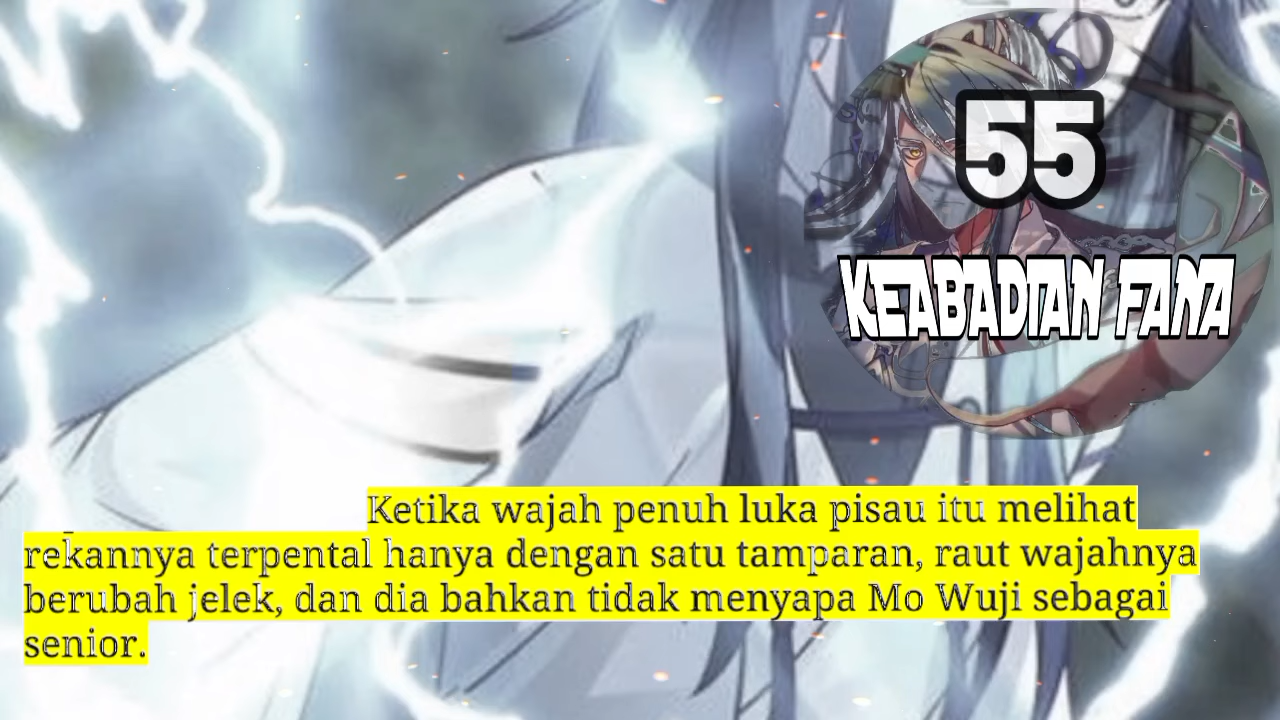 55
KEABADIAN FANA
Ketika wajah penuh luka pisau itu melihat
rekannya terpental hanya dengan satu tamparan, raut wajahnya
berubah jelek, dan dia bahkan tidak menyapa Mo Wuji sebagai
senior.